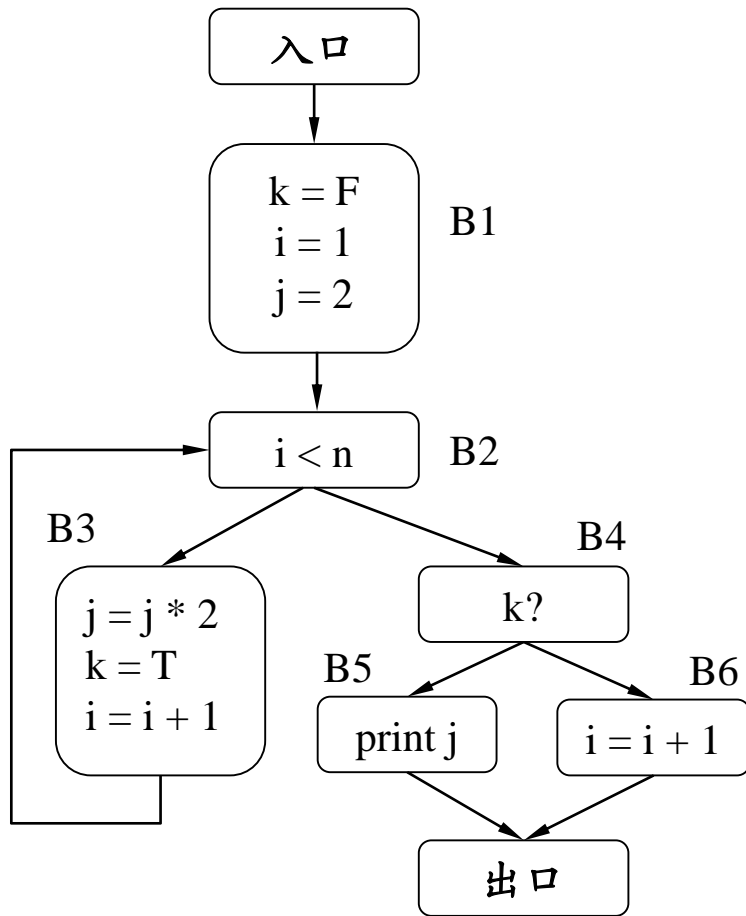 入口
k = F
i = 1
j = 2
B1
i < n
B2
B3
j = j * 2
k = T
i = i + 1
B4
k?
B5
print j
B6
i = i + 1
出口